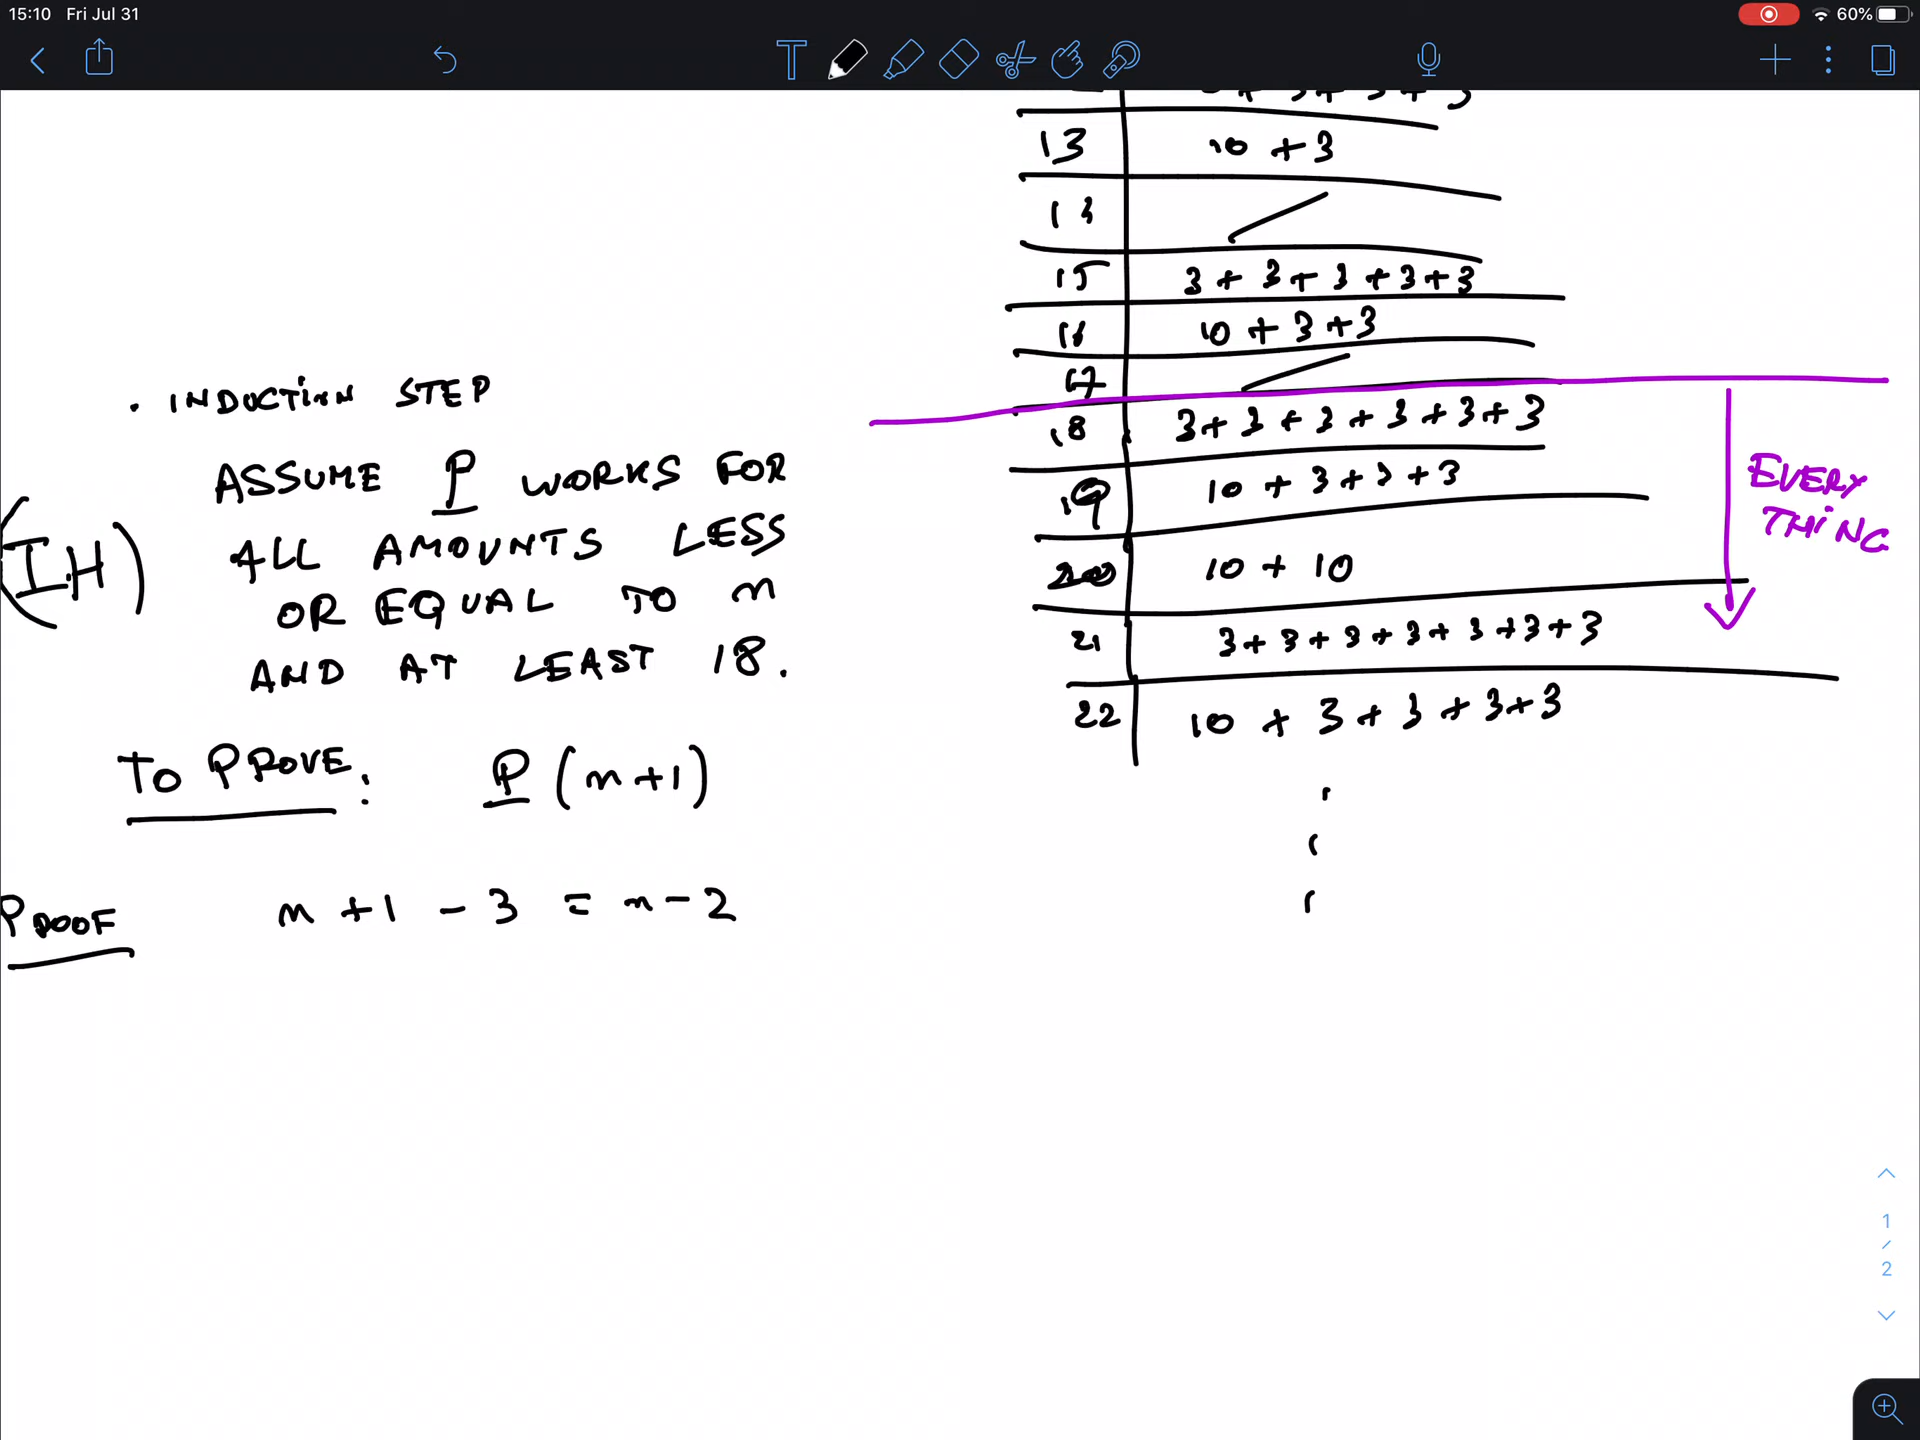 15:10 Fri Jul 31
60%
T
. INDUCTION STEP
ASSUME P WORKS FOR
ALL AMOUNTS LESS
OR EQUAL TO n
AND AT LEAST 18.
(I.H)
TO PROVE: P (n+1)
PROOF n +1 - 3 = n - 2
13 10 + 3
14
15 3 + 3 + 3 + 3 + 3
16 10 + 3 + 3
17
18 3 + 3 + 3 + 3 + 3 + 3
19 10 + 3 + 3 + 3
20 10 + 10
21 3 + 3 + 3 + 3 + 3 + 3 + 3
22 10 + 3 + 3 + 3 + 3
EVERY
THING
1
/
2